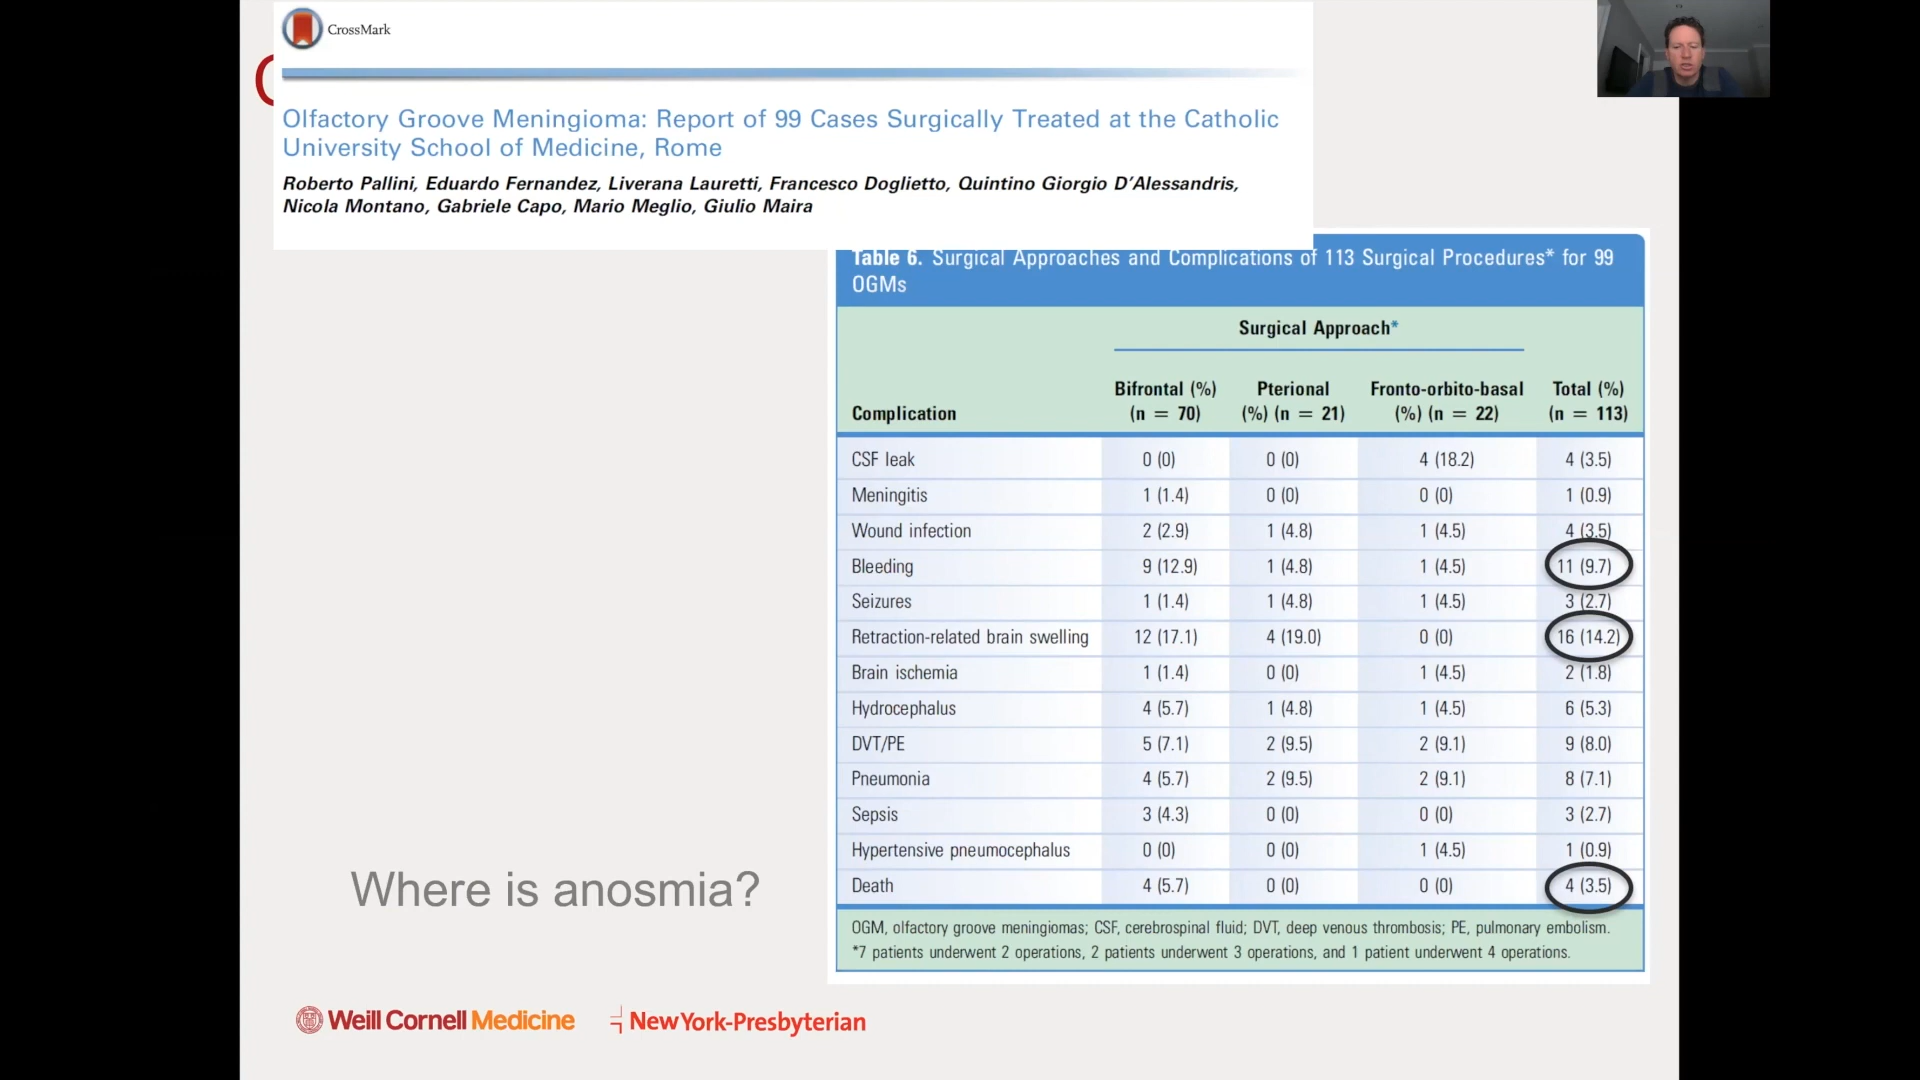 CrossMark
Olfactory Groove Meningioma: Report of 99 Cases Surgically Treated at the Catholic
University School of Medicine, Rome
Roberto Pallini, Eduardo Fernandez, Liverana Lauretti, Francesco Doglietto, Quintino Giorgio D'Alessandris,
Nicola Montano, Gabriele Capo, Mario Meglio, Giulio Maira
Table 6. Surgical Approaches and Complications of 113 Surgical Procedures* for 99
OGMs
Surgical Approach*
Bifrontal (%) Pterional Fronto-orbito-basal Total (%)
Complication (n = 70) (%) (n = 21) (%) (n = 22) (n = 113)
CSF leak 0 (0) 0 (0) 4 (18.2) 4 (3.5)
Meningitis 1 (1.4) 0 (0) 0 (0) 1 (0.9)
Wound infection 2 (2.9) 1 (4.8) 1 (4.5) 4 (3.5)
Bleeding 9 (12.9) 1 (4.8) 1 (4.5) 11 (9.7)
Seizures 1 (1.4) 1 (4.8) 1 (4.5) 3 (2.7)
Retraction-related brain swelling 12 (17.1) 4 (19.0) 0 (0) 16 (14.2)
Brain ischemia 1 (1.4) 0 (0) 1 (4.5) 2 (1.8)
Hydrocephalus 4 (5.7) 1 (4.8) 1 (4.5) 6 (5.3)
DVT/PE 5 (7.1) 2 (9.5) 2 (9.1) 9 (8.0)
Pneumonia 4 (5.7) 2 (9.5) 2 (9.1) 8 (7.1)
Sepsis 3 (4.3) 0 (0) 0 (0) 3 (2.7)
Hypertensive pneumocephalus 0 (0) 0 (0) 1 (4.5) 1 (0.9)
Death 4 (5.7) 0 (0) 0 (0) 4 (3.5)
OGM, olfactory groove meningiomas; CSF, cerebrospinal fluid; DVT, deep venous thrombosis; PE, pulmonary embolism.
*7 patients underwent 2 operations, 2 patients underwent 3 operations, and 1 patient underwent 4 operations.
Where is anosmia?
Weill Cornell Medicine
NewYork-Presbyterian